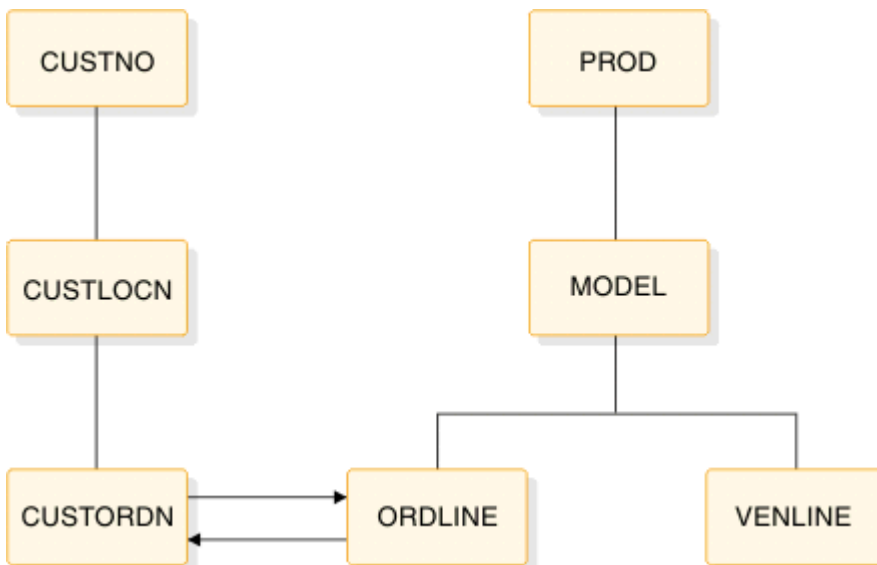 CUSTNO
PROD
CUSTLOCN
MODEL
CUSTORDN
ORDLINE
VENLINE